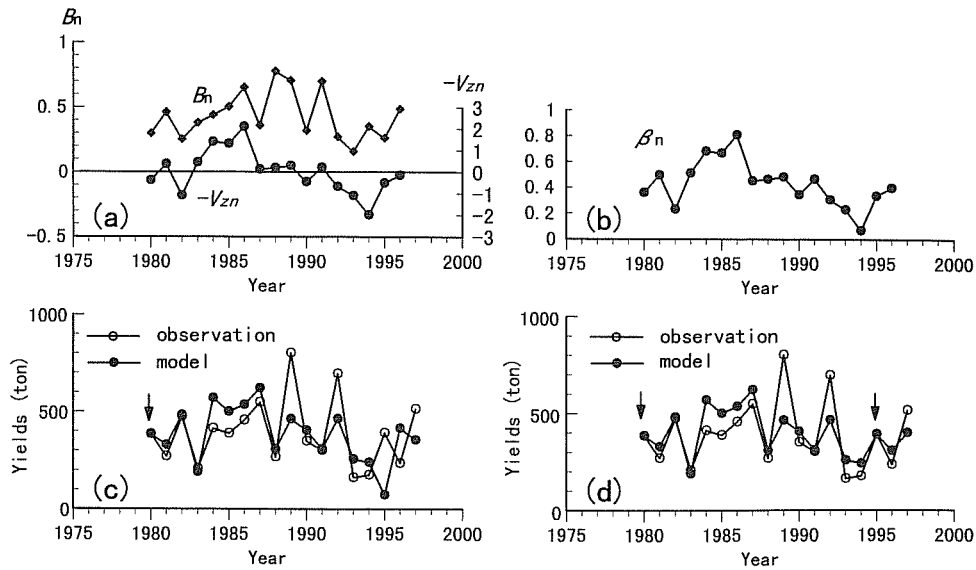 Bn
1
0.5
0
-0.5
Bn
-Vzn
-Vzn
3
2
1
0
-1
-2
-3
(a)
1975 1980 1985 1990 1995 2000
Year
1
0.8
0.6
0.4
0.2
0
βn
(b)
1975 1980 1985 1990 1995 2000
Year
1000
500
0
Yields (ton)
observation
model
(c)
1975 1980 1985 1990 1995 2000
Year
1000
500
0
Yields (ton)
observation
model
(d)
1975 1980 1985 1990 1995 2000
Year